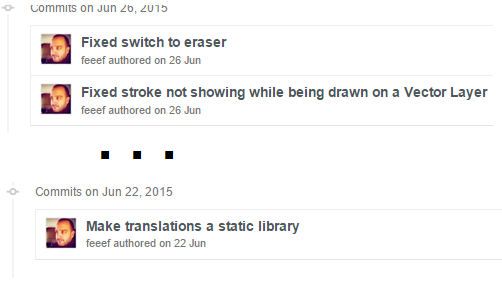 Commits on Jun 26, 2015
Fixed switch to eraser
feeef authored on 26 Jun
Fixed stroke not showing while being drawn on a Vector Layer
feeef authored on 26 Jun
Commits on Jun 22, 2015
Make translations a static library
feeef authored on 22 Jun